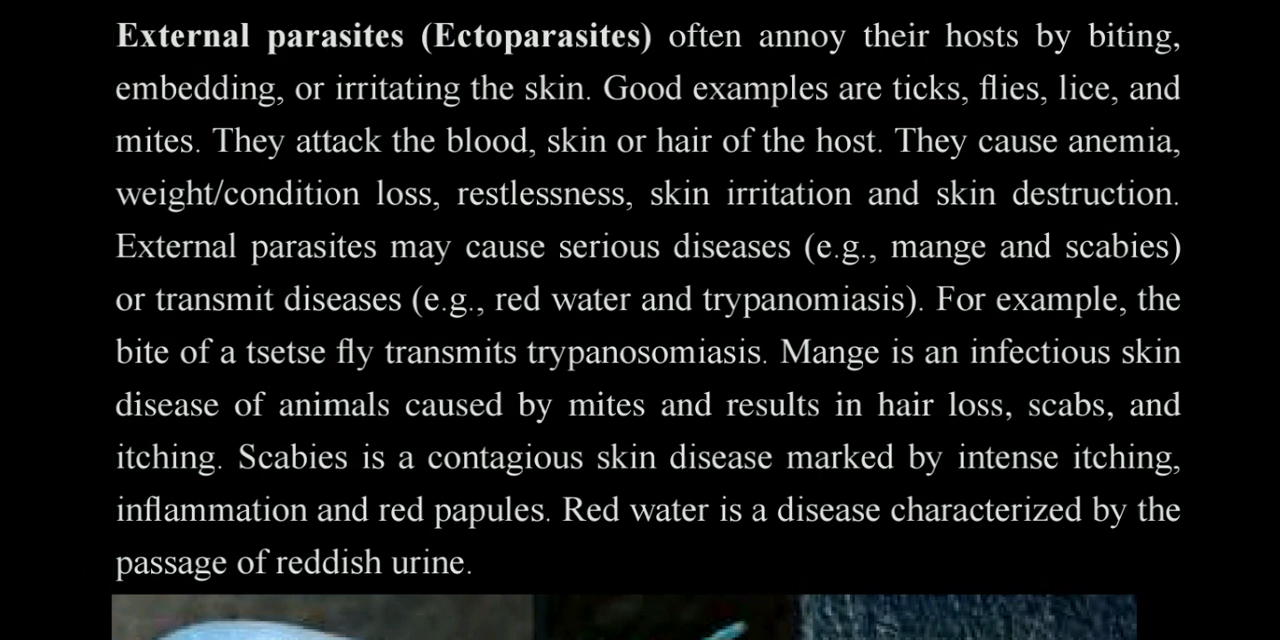 External parasites (Ectoparasites) often annoy their hosts by biting,
embedding, or irritating the skin. Good examples are ticks, flies, lice, and
mites. They attack the blood, skin or hair of the host. They cause anemia,
weight/condition loss, restlessness, skin irritation and skin destruction.
External parasites may cause serious diseases (e.g., mange and scabies)
or transmit diseases (e.g., red water and trypanomiasis). For example, the
bite of a tsetse fly transmits trypanosomiasis. Mange is an infectious skin
disease of animals caused by mites and results in hair loss, scabs, and
itching. Scabies is a contagious skin disease marked by intense itching,
inflammation and red papules. Red water is a disease characterized by the
passage of reddish urine.